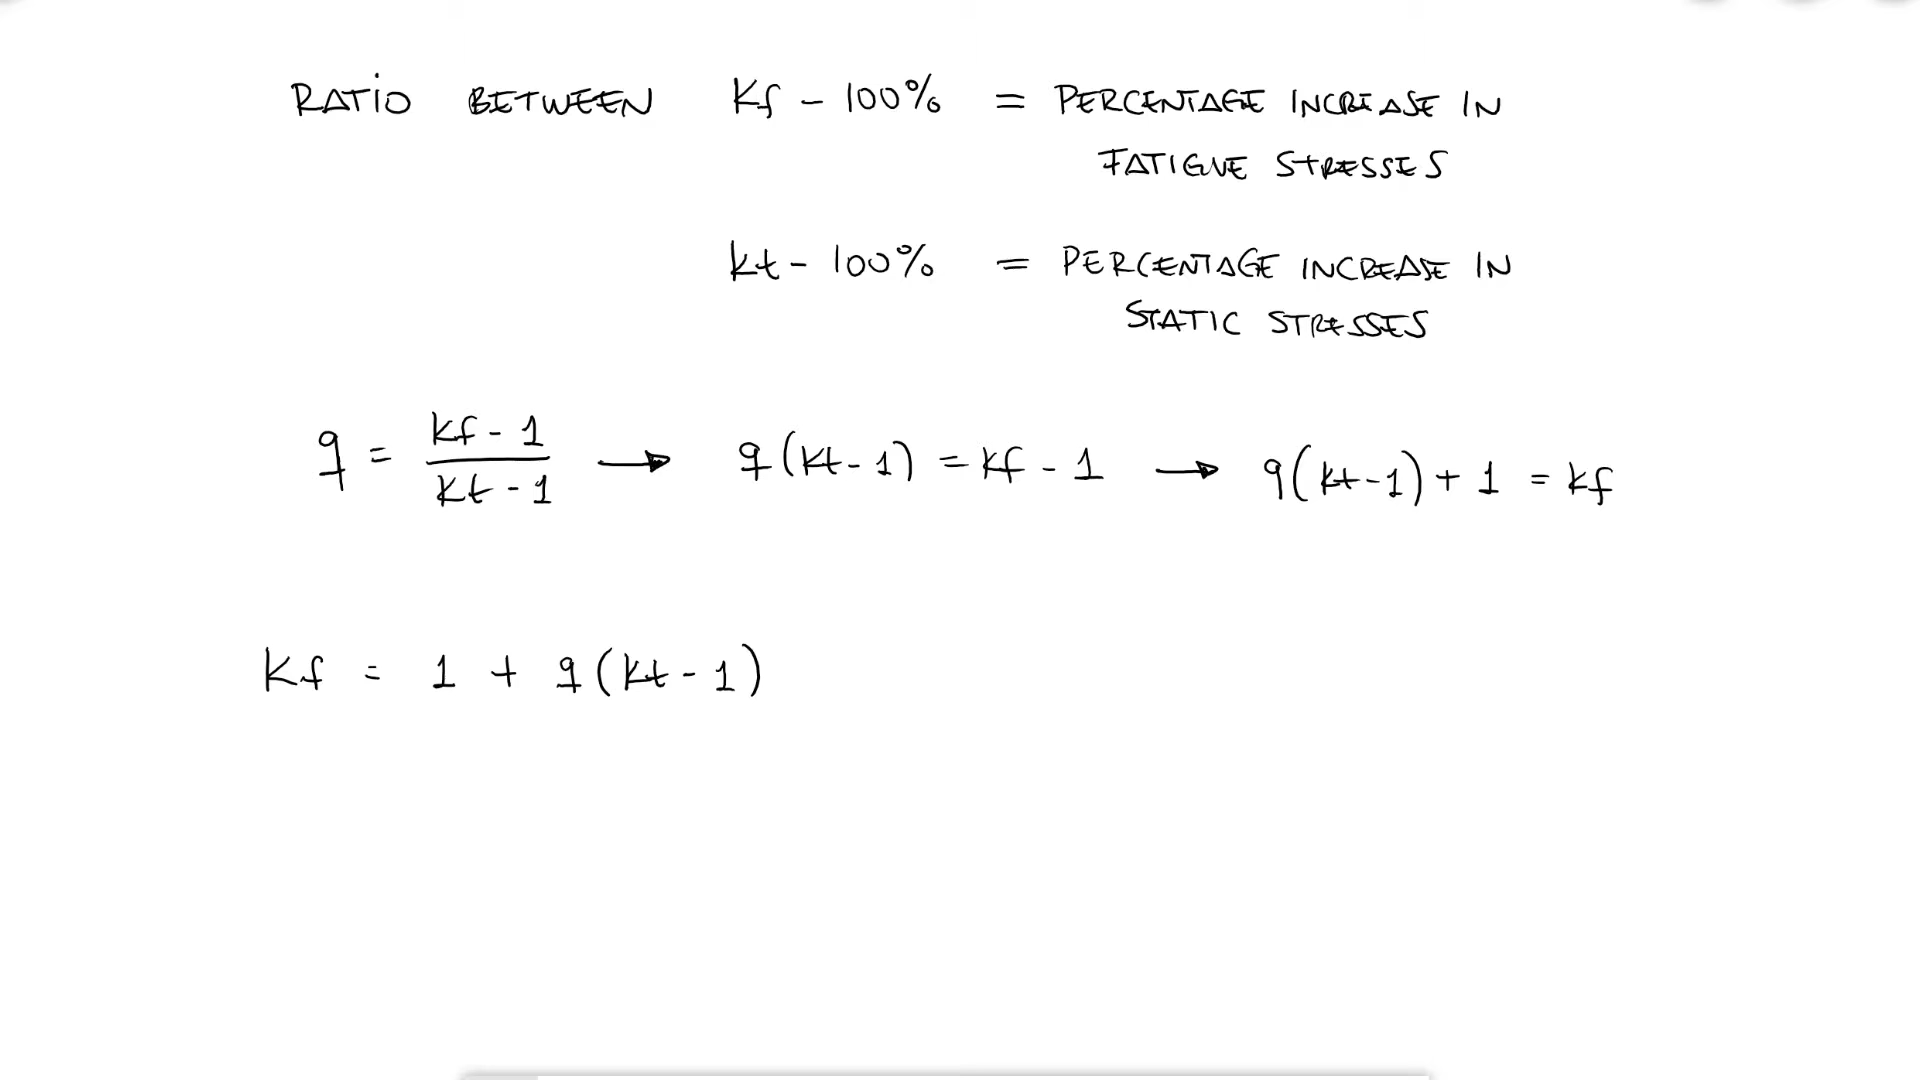 RATIO BETWEEN Kf - 100% = PERCENTAGE INCREASE IN
FATIGUE STRESSES
kt - 100% = PERCENTAGE INCREASE IN
STATIC STRESSES
q = kf - 1 / kt - 1 → q(kt - 1) = kf - 1 → q(kt - 1) + 1 = kf
Kf = 1 + q(kt - 1)